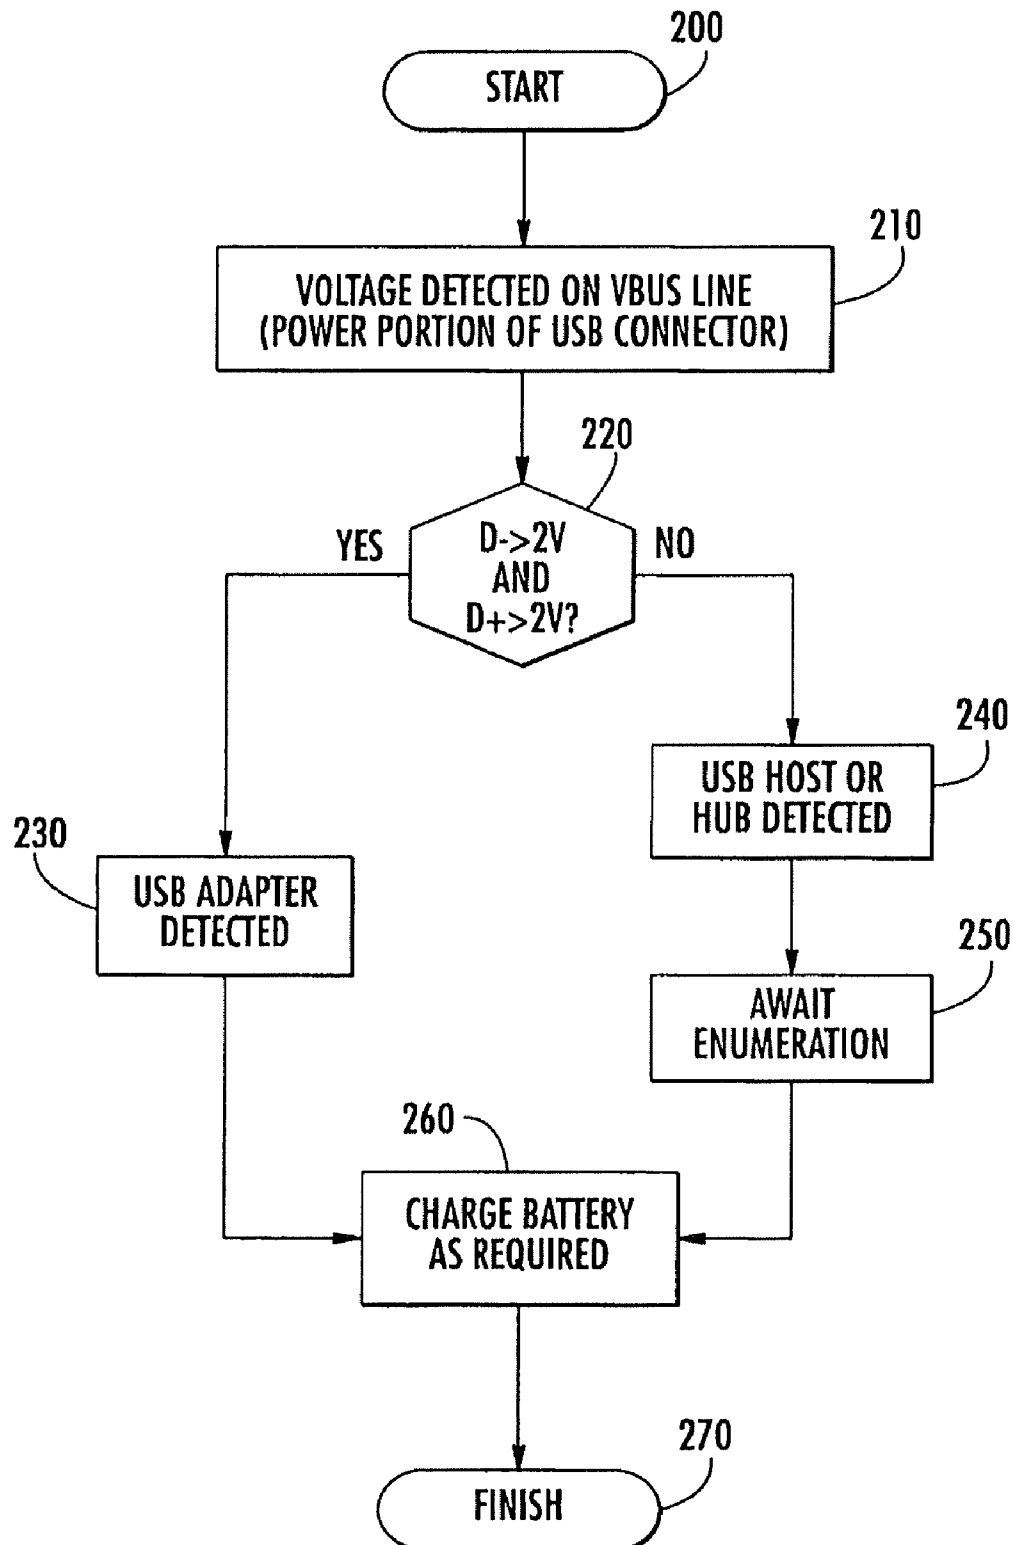 200
START
210
VOLTAGE DETECTED ON VBUS LINE
(POWER PORTION OF USB CONNECTOR)
220
YES
D->2V
AND
D+>2V?
NO
240
USB HOST OR
HUB DETECTED
230
USB ADAPTER
DETECTED
250
AWAIT
ENUMERATION
260
CHARGE BATTERY
AS REQUIRED
270
FINISH